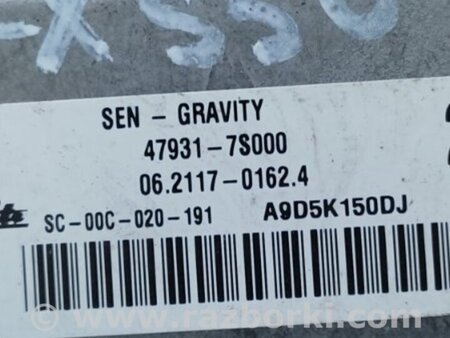 SEN - GRAVITY
47931-7S000
06.2117-0162.4
SC-00C-020-191 A9D5K150DJ
© www.razborki.com